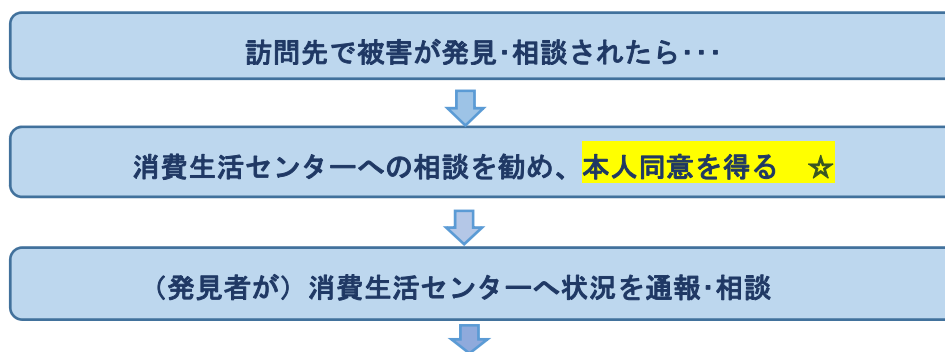 訪問先で被害が発見・相談されたら・・・
消費生活センターへの相談を勧め、本人同意を得る　☆
（発見者が）消費生活センターへ状況を通報・相談